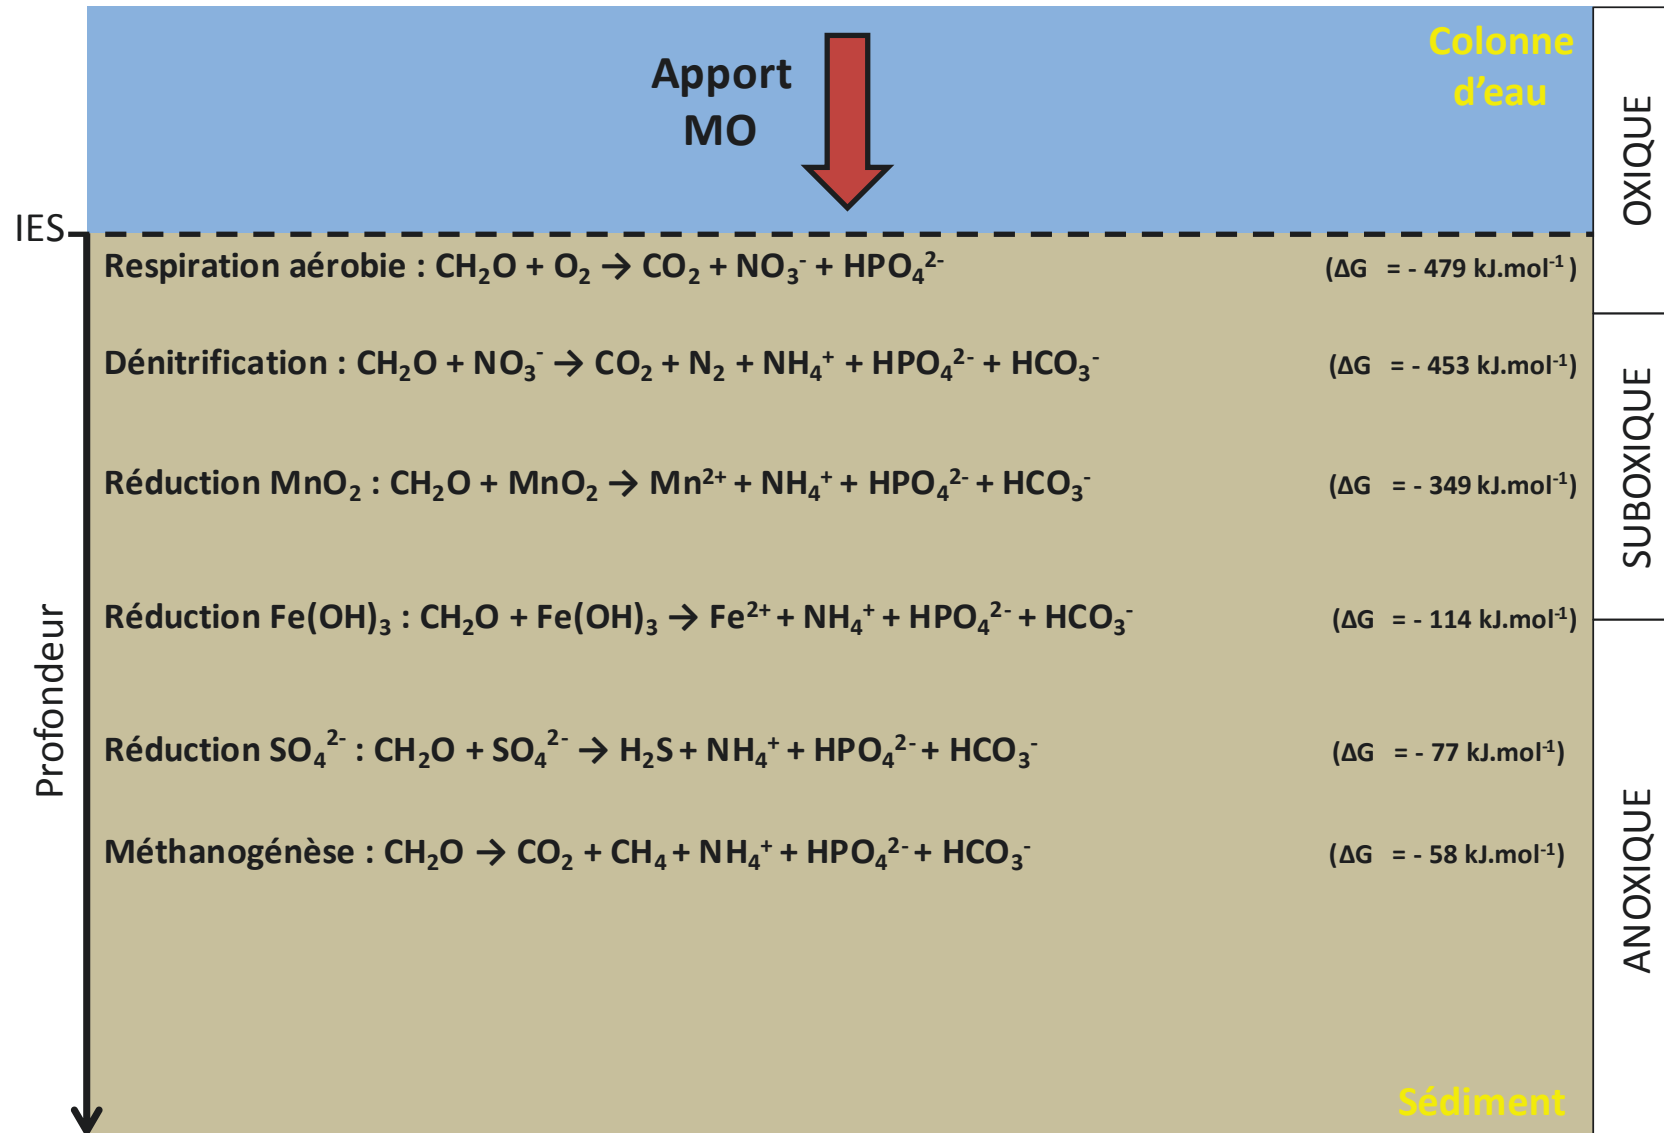 Colonne
d'eau
Apport
MO
OXIQUE
IES
Respiration aérobie : CH₂O + O₂ → CO₂ + NO₃⁻ + HPO₄²⁻ (ΔG = - 479 kJ.mol⁻¹ )
Dénitrification : CH₂O + NO₃⁻ → CO₂ + N₂ + NH₄⁺ + HPO₄²⁻ + HCO₃⁻ (ΔG = - 453 kJ.mol⁻¹)
SUBOXIQUE
Réduction MnO₂ : CH₂O + MnO₂ → Mn²⁺ + NH₄⁺ + HPO₄²⁻ + HCO₃⁻ (ΔG = - 349 kJ.mol⁻¹)
Réduction Fe(OH)₃ : CH₂O + Fe(OH)₃ → Fe²⁺ + NH₄⁺ + HPO₄²⁻ + HCO₃⁻ (ΔG = - 114 kJ.mol⁻¹)
Profondeur
Réduction SO₄²⁻ : CH₂O + SO₄²⁻ → H₂S + NH₄⁺ + HPO₄²⁻ + HCO₃⁻ (ΔG = - 77 kJ.mol⁻¹)
Méthanogénèse : CH₂O → CO₂ + CH₄ + NH₄⁺ + HPO₄²⁻ + HCO₃⁻ (ΔG = - 58 kJ.mol⁻¹)
ANOXIQUE
Sédiment